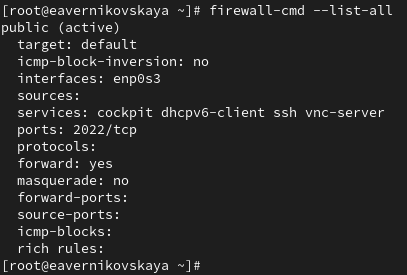 [root@eavernikovskaya ~]# firewall-cmd --list-all
public (active)
  target: default
  icmp-block-inversion: no
  interfaces: enp0s3
  sources:
  services: cockpit dhcpv6-client ssh vnc-server
  ports: 2022/tcp
  protocols:
  forward: yes
  masquerade: no
  forward-ports:
  source-ports:
  icmp-blocks:
  rich rules:
[root@eavernikovskaya ~]#